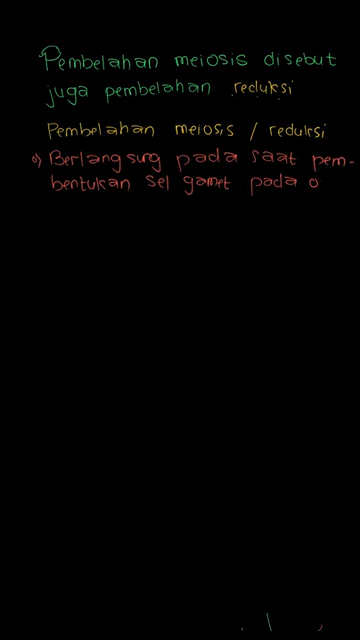 Pembelahan meiosis disebut
juga pembelahan reduksi
Pembelahan meiosis / reduksi
o) Berlangsung pada saat pem-
bentukan sel gamet pada o